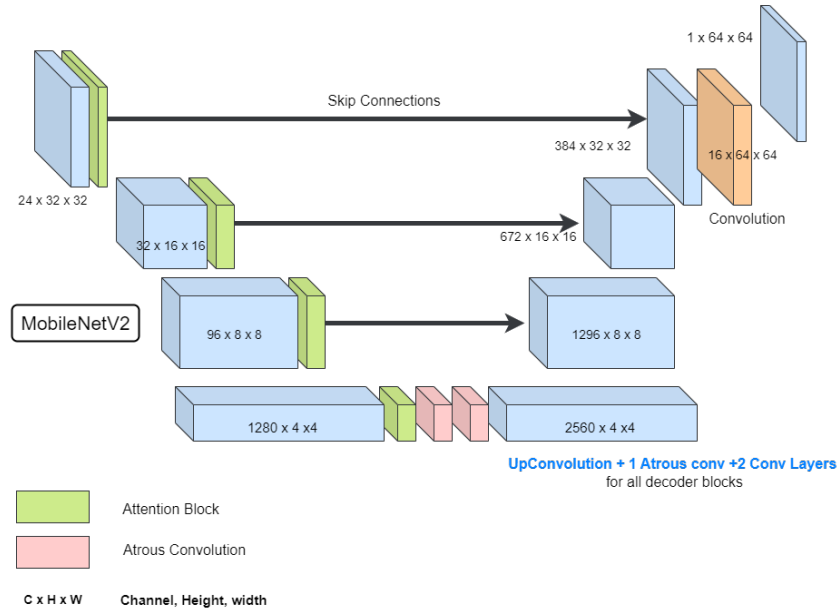 1 x 64 x 64
Skip Connections
384 x 32 x 32
16 x 64 x 64
24 x 32 x 32
Convolution
32 x 16 x 16
672 x 16 x 16
MobileNetV2
96 x 8 x 8
1296 x 8 x 8
1280 x 4 x4
2560 x 4 x4
UpConvolution + 1 Atrous conv +2 Conv Layers
for all decoder blocks
Attention Block
Atrous Convolution
C x H x W Channel, Height, width